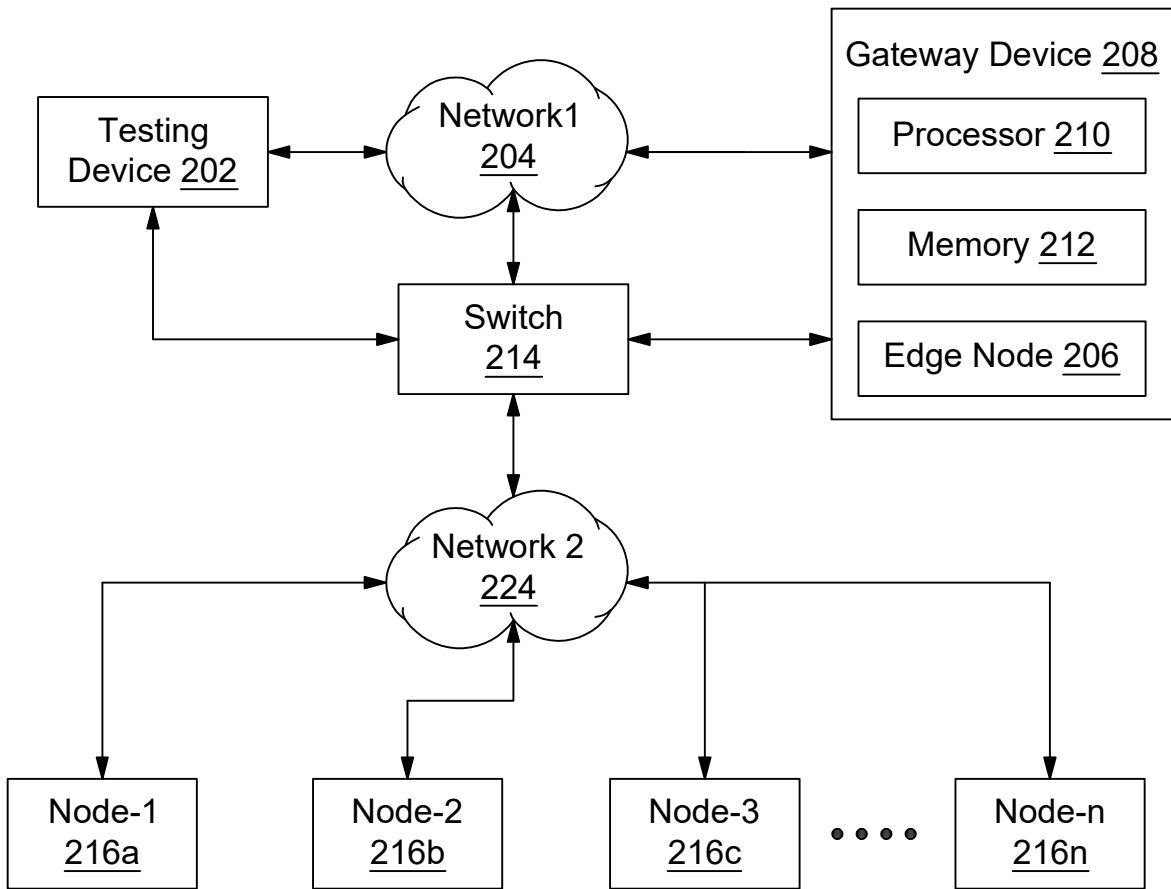 Gateway Device 208
Network1
204
Testing
Device 202
Processor 210
Memory 212
Switch
214
Edge Node 206
Network 2
224
Node-1
216a
Node-2
216b
Node-3
216c
Node-n
216n